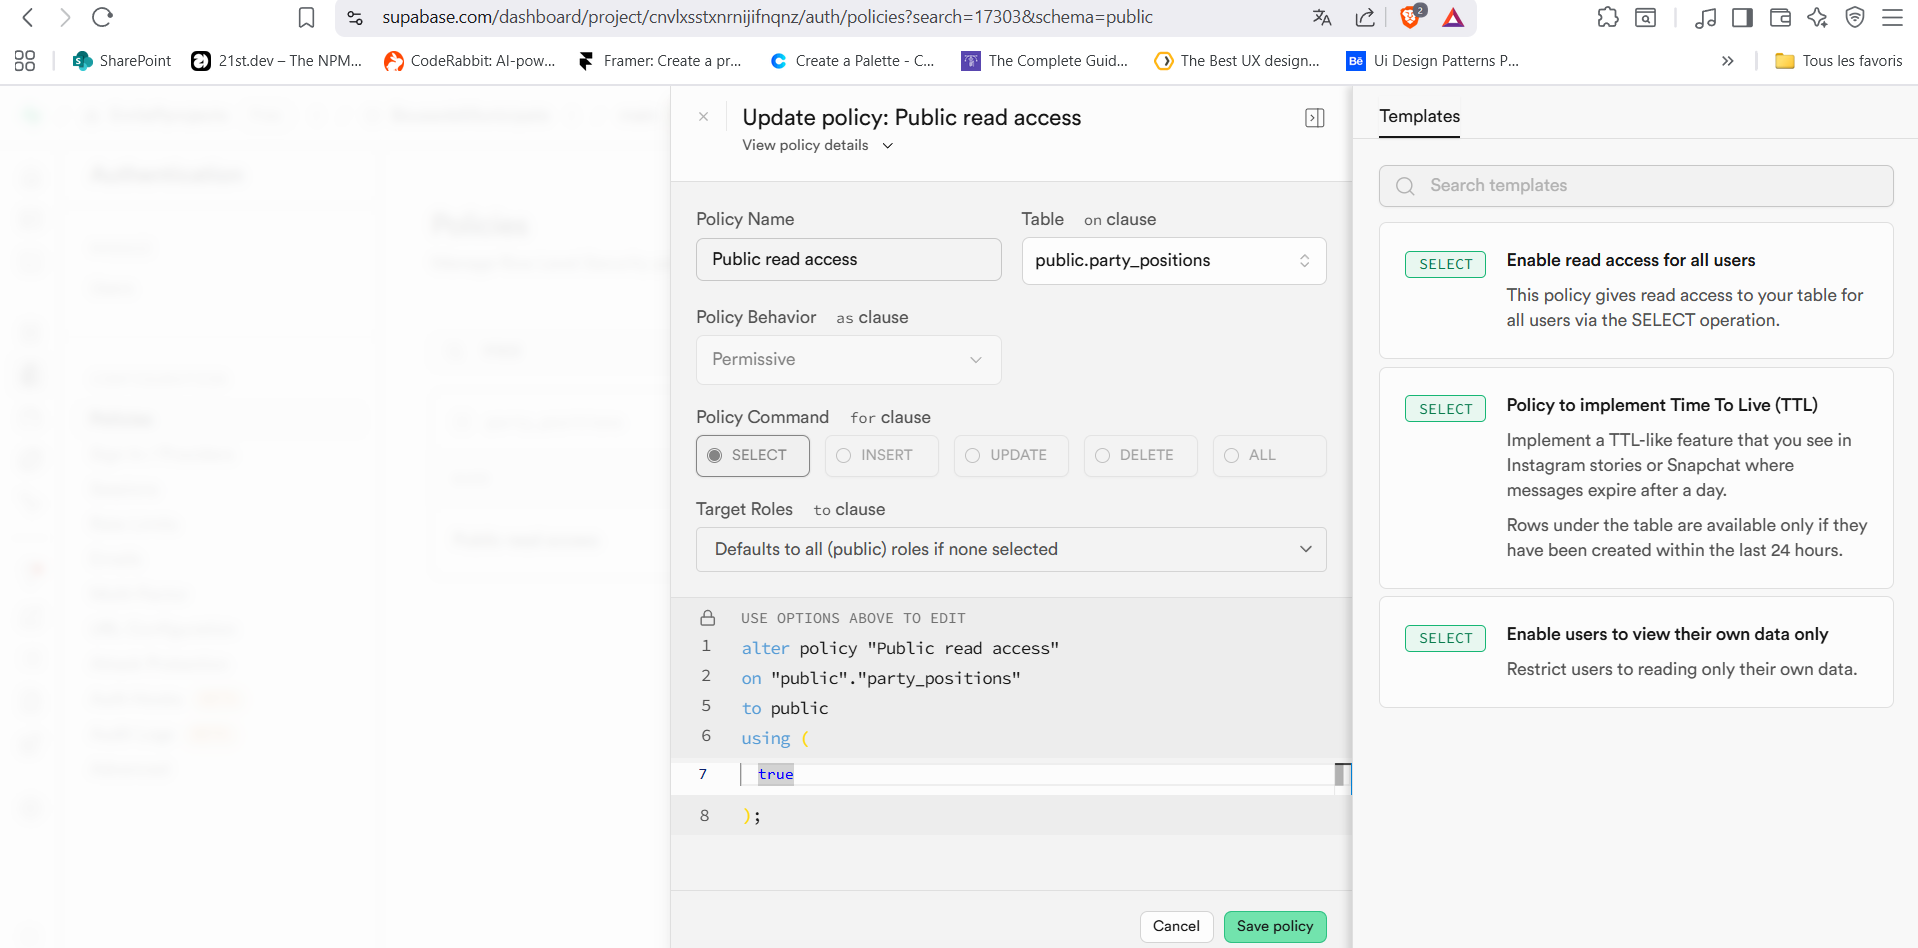 supabase.com/dashboard/project/cnvlxsstxnrnijifnqnz/auth/policies?search=17303&schema=public
2
SharePoint
21st.dev – The NPM...
CodeRabbit: AI-pow...
Framer: Create a pr...
Create a Palette - C...
The Complete Guid...
The Best UX design...
Ui Design Patterns P...
Tous les favoris
Update policy: Public read access
View policy details
Policy Name
Table on clause
Public read access
public.party_positions
Policy Behavior as clause
Permissive
Policy Command for clause
SELECT
INSERT
UPDATE
DELETE
ALL
Target Roles to clause
Defaults to all (public) roles if none selected
USE OPTIONS ABOVE TO EDIT
1 alter policy "Public read access"
2 on "public"."party_positions"
5 to public
6 using (
7 true
8 );
Cancel
Save policy
Templates
Search templates
SELECT
Enable read access for all users
This policy gives read access to your table for
all users via the SELECT operation.
SELECT
Policy to implement Time To Live (TTL)
Implement a TTL-like feature that you see in
Instagram stories or Snapchat where
messages expire after a day.
Rows under the table are available only if they
have been created within the last 24 hours.
SELECT
Enable users to view their own data only
Restrict users to reading only their own data.